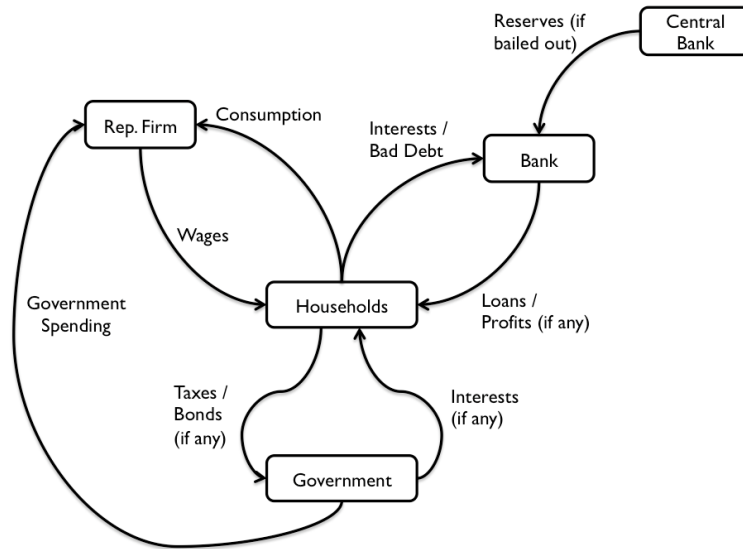 Reserves (if
bailed out)
Central
Bank
Consumption
Rep. Firm
Interests /
Bad Debt
Bank
Wages
Households
Loans /
Profits (if any)
Government
Spending
Taxes /
Bonds
(if any)
Interests
(if any)
Government